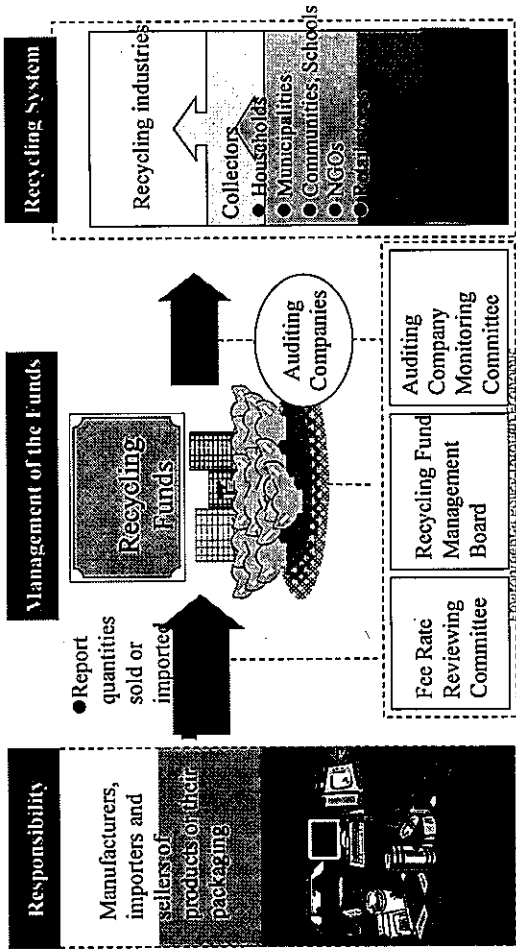 Responsibility
Manufacturers,
importers and
sellers of
products or their
packaging
Management of the Funds
●Report
quantities
sold or
imported
Recycling
Funds
Auditing
Companies
Fee Rate
Reviewing
Committee
Recycling Fund
Management
Board
Auditing
Company
Monitoring
Committee
Recycling System
Recycling industries
Collectors
●Households
●Municipalities
●Communities, Schools
●NGOs